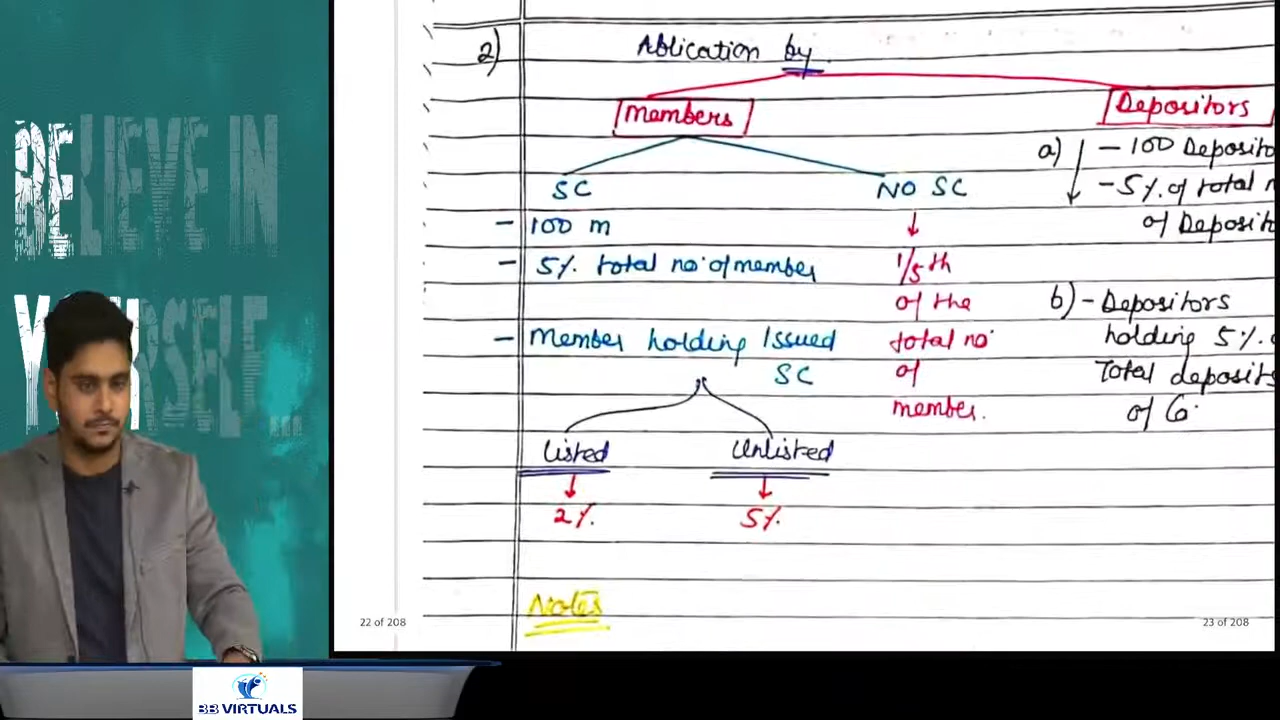 BELIEVE IN
YOURSELF...
2) Ablication by
Members
Depositors
SC
NO SC
- 100 m
- 5% total no. of member
- Member holding Issued
SC
Listed
Unlisted
2%.
5%.
1/5 th
of the
total no.
of
member.
a) - 100 Deposito
- 5% of total n
of Deposit
b) - Depositors
holding 5%.
Total deposits
of Co.
Notes
22 of 208
23 of 208
BB VIRTUALS